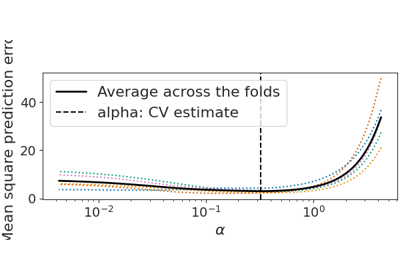 Mean square prediction erro
Average across the folds
alpha: CV estimate
40
20
0
10⁻² 10⁻¹ 10⁰
α